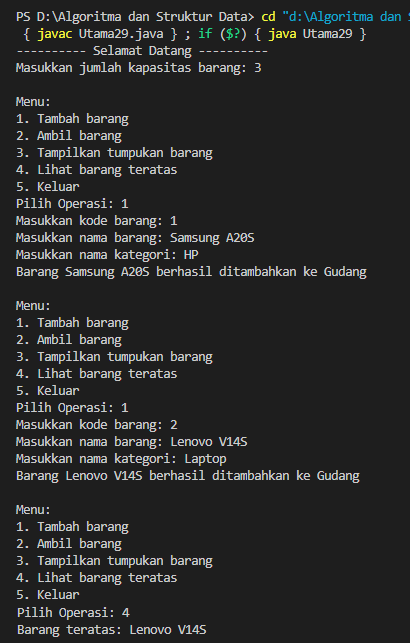 PS D:\Algoritma dan Struktur Data> cd "d:\Algoritma dan
{ javac Utama29.java } ; if ($?) { java Utama29 }
---------- Selamat Datang ----------
Masukkan jumlah kapasitas barang: 3

Menu:
1. Tambah barang
2. Ambil barang
3. Tampilkan tumpukan barang
4. Lihat barang teratas
5. Keluar
Pilih Operasi: 1
Masukkan kode barang: 1
Masukkan nama barang: Samsung A20S
Masukkan nama kategori: HP
Barang Samsung A20S berhasil ditambahkan ke Gudang

Menu:
1. Tambah barang
2. Ambil barang
3. Tampilkan tumpukan barang
4. Lihat barang teratas
5. Keluar
Pilih Operasi: 1
Masukkan kode barang: 2
Masukkan nama barang: Lenovo V14S
Masukkan nama kategori: Laptop
Barang Lenovo V14S berhasil ditambahkan ke Gudang

Menu:
1. Tambah barang
2. Ambil barang
3. Tampilkan tumpukan barang
4. Lihat barang teratas
5. Keluar
Pilih Operasi: 4
Barang teratas: Lenovo V14S